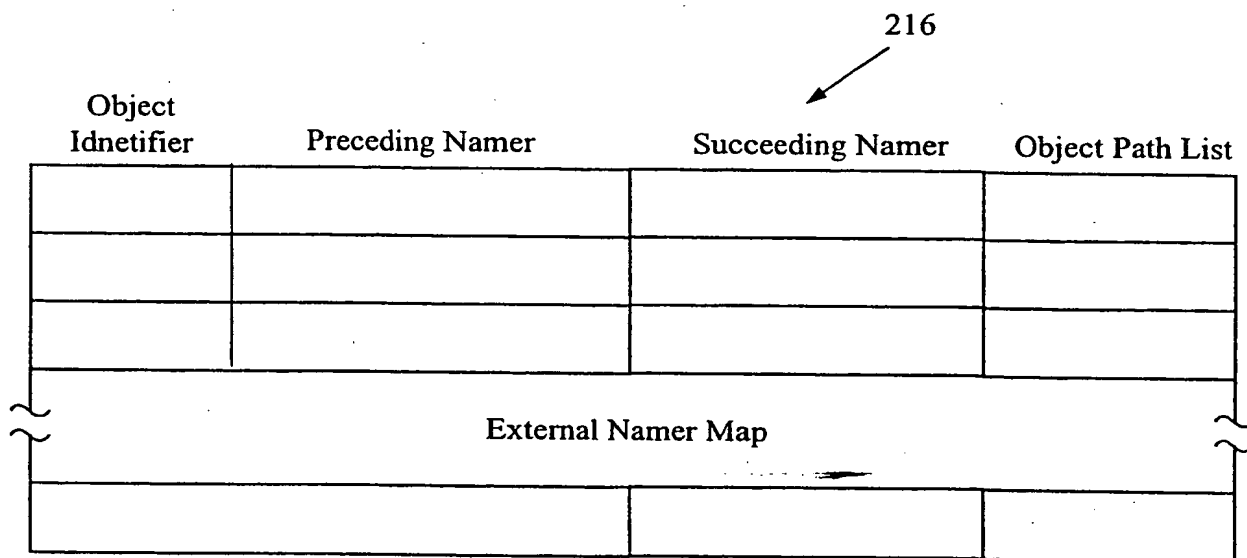 216
Object
Idnetifier
Preceding Namer
Succeeding Namer
Object Path List
External Namer Map